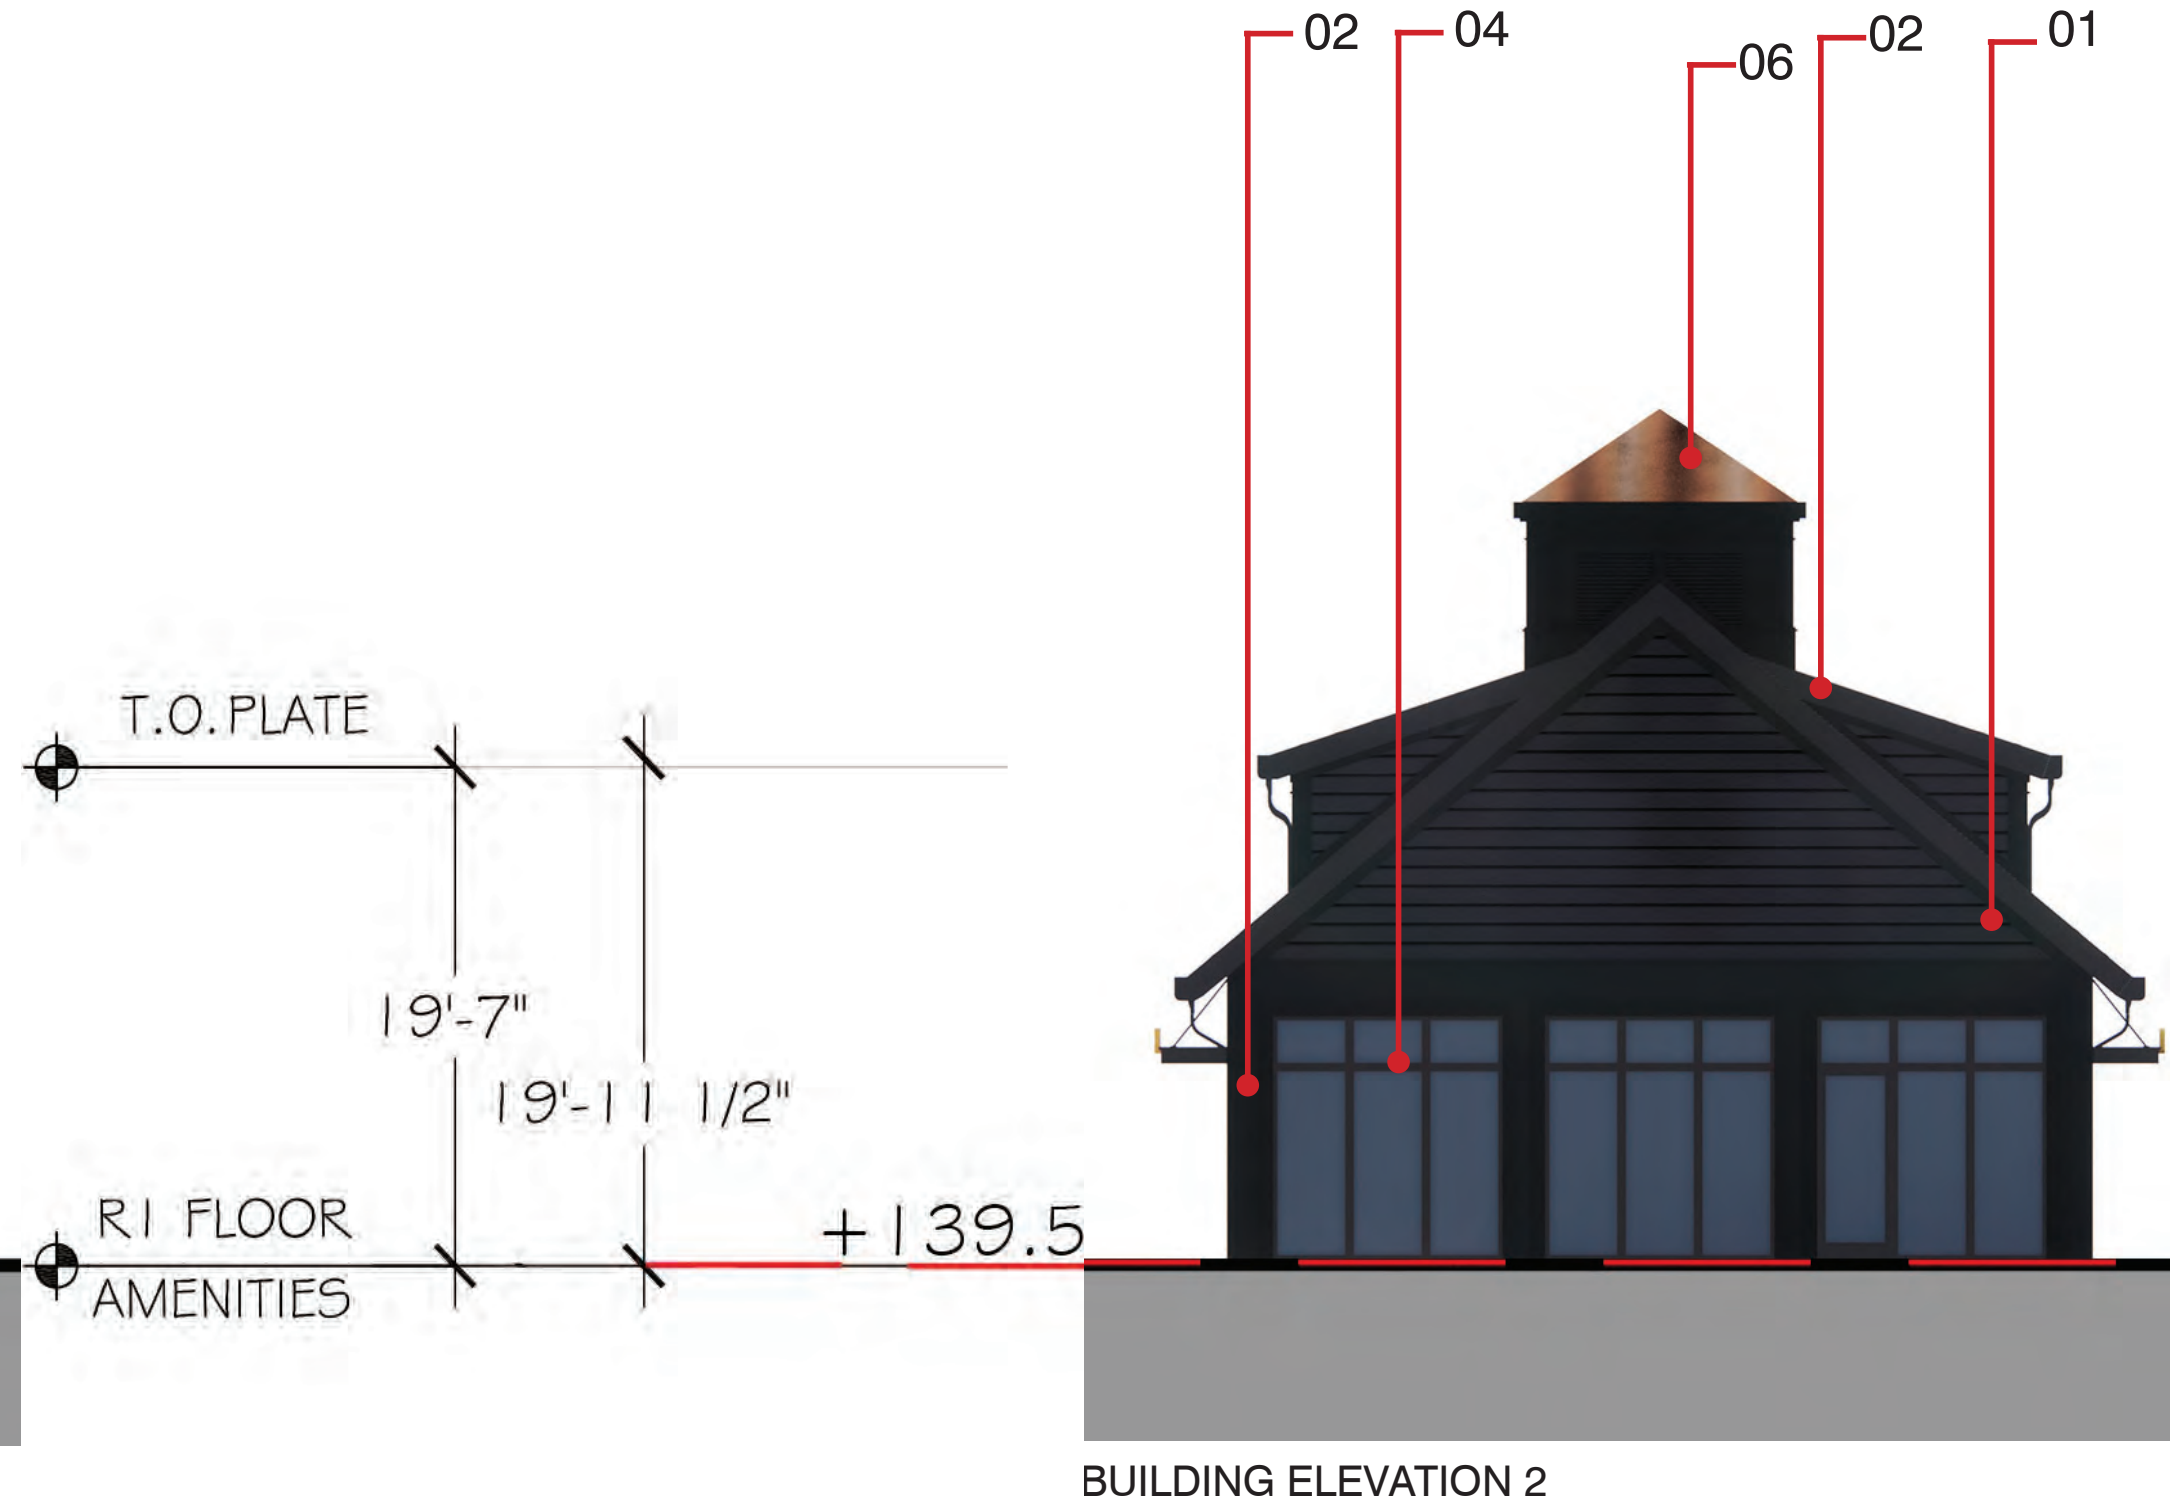 02
04
06
02
01
T.O. PLATE
19'-7"
19'-11 1/2"
+139.5
R1 FLOOR
AMENITIES
BUILDING ELEVATION 2